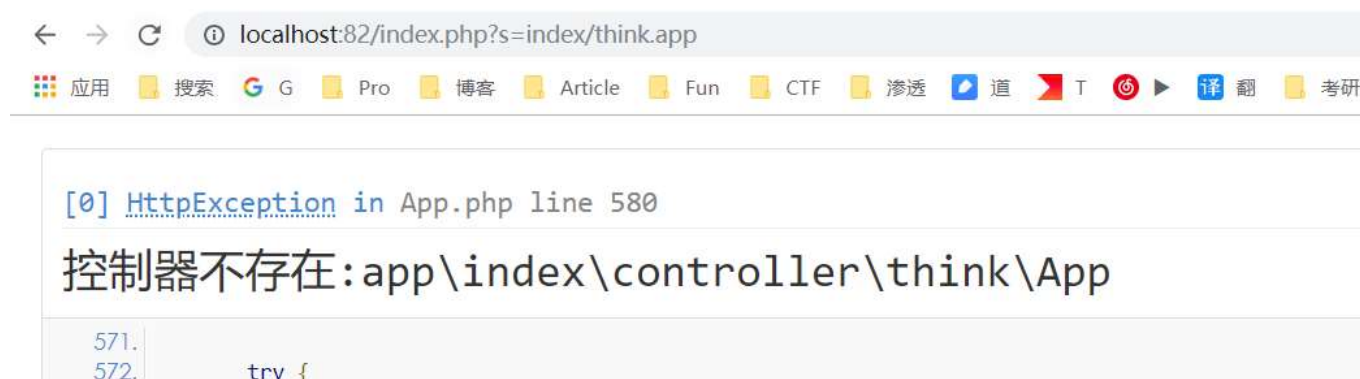 localhost:82/index.php?s=index/think.app
应用 搜索 G G Pro 博客 Article Fun CTF 渗透 道 T 译 翻 考研
[0] HttpException in App.php line 580
控制器不存在:app\index\controller\think\App
571.
572. try {